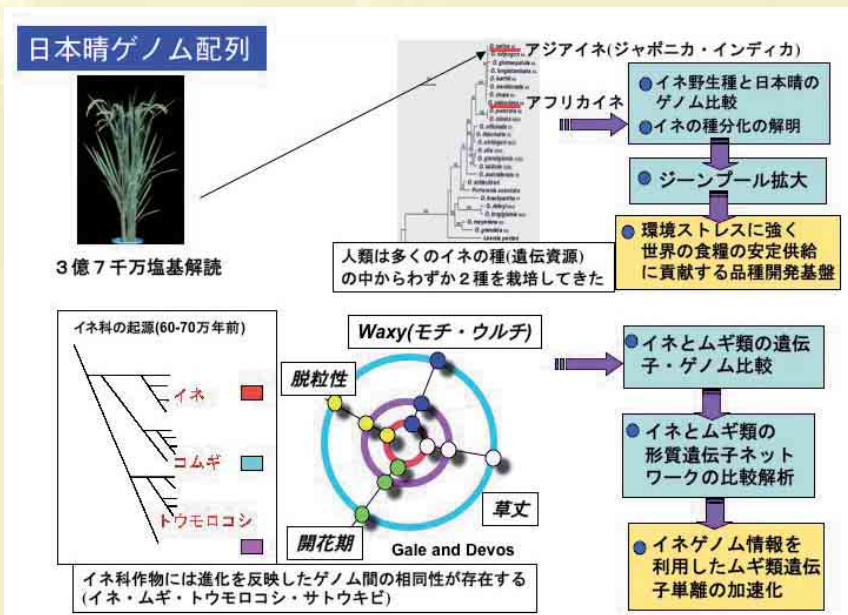 日本晴ゲノム配列
3億7千万塩基解読
アジアイネ(ジャポニカ・インディカ)
アフリカイネ
人類は多くのイネの種(遺伝資源)
の中からわずか2種を栽培してきた
イネ野生種と日本晴の
ゲノム比較
イネの種分化の解明
ジーンプール拡大
環境ストレスに強く
世界の食糧の安定供給
に貢献する品種開発基盤
イネ科の起源(60-70万年前)
イネ
コムギ
トウモロコシ
Waxy(モチ・ウルチ)
脱粒性
草丈
開花期
Gale and Devos
イネ科作物には進化を反映したゲノム間の相同性が存在する
(イネ・ムギ・トウモロコシ・サトウキビ)
イネとムギ類の遺伝
子・ゲノム比較
イネとムギ類の
形質遺伝子ネット
ワークの比較解析
イネゲノム情報を
利用したムギ類遺伝
子単離の加速化